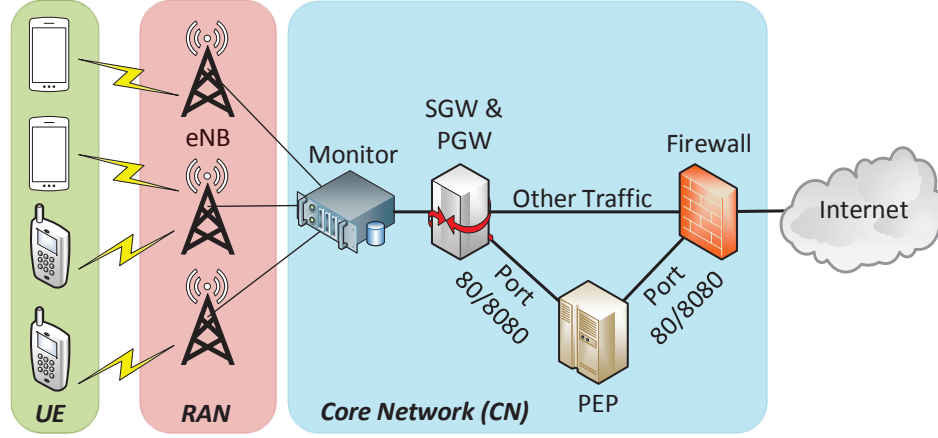 SGW &
PGW
Firewall
eNB
Monitor
Other Traffic
Internet
Port
80/8080
Port
80/8080
PEP
UE
RAN
Core Network (CN)